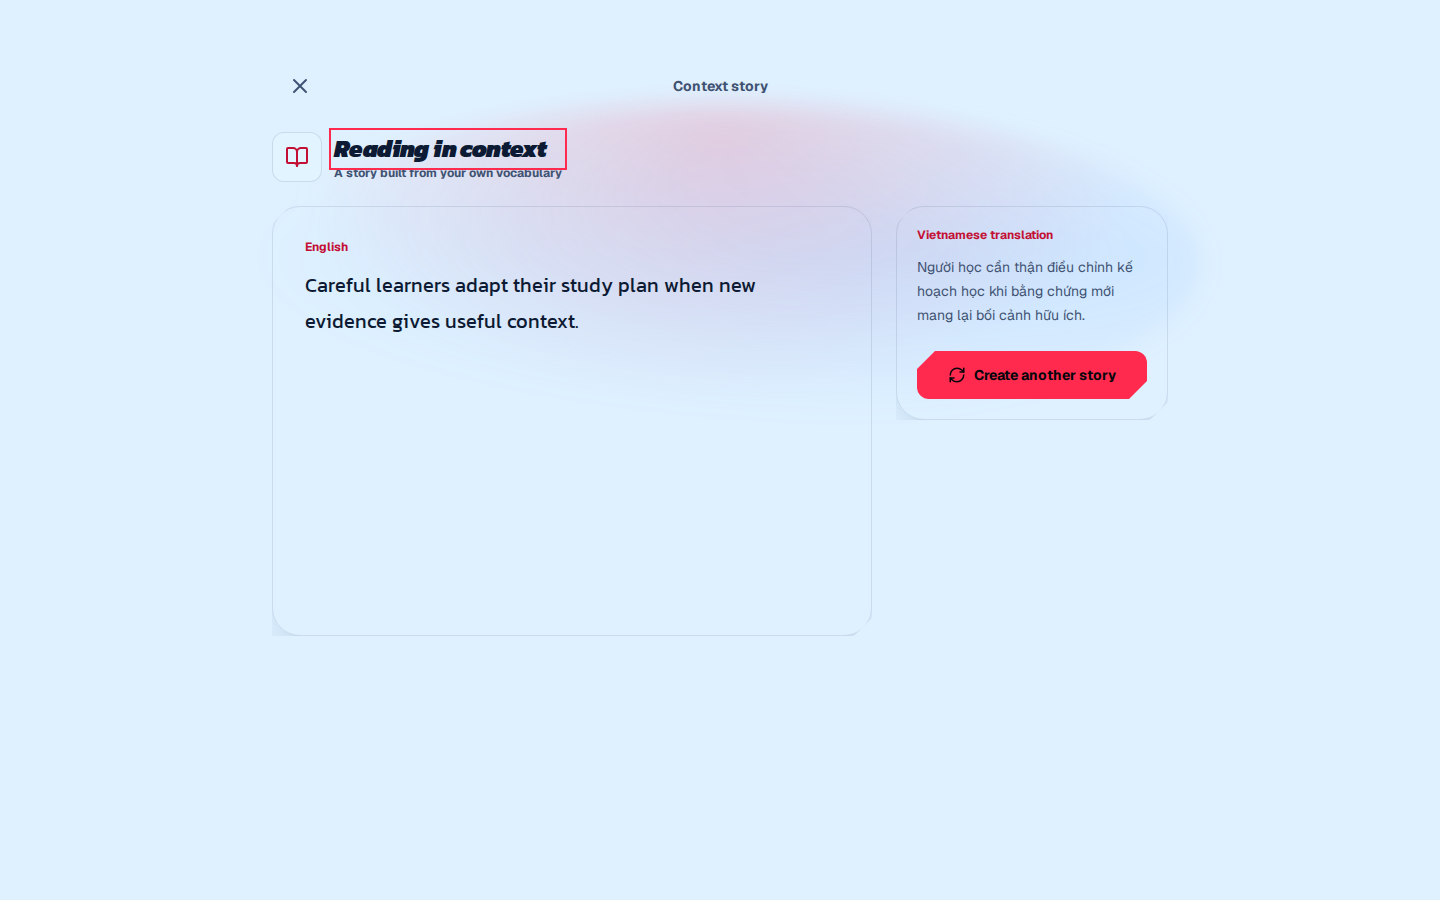 Context story
Reading in context
A story built from your own vocabulary
English
Careful learners adapt their study plan when new
evidence gives useful context.
Vietnamese translation
Người học cẩn thận điều chỉnh kế
hoạch học khi bằng chứng mới
mang lại bối cảnh hữu ích.
Create another story